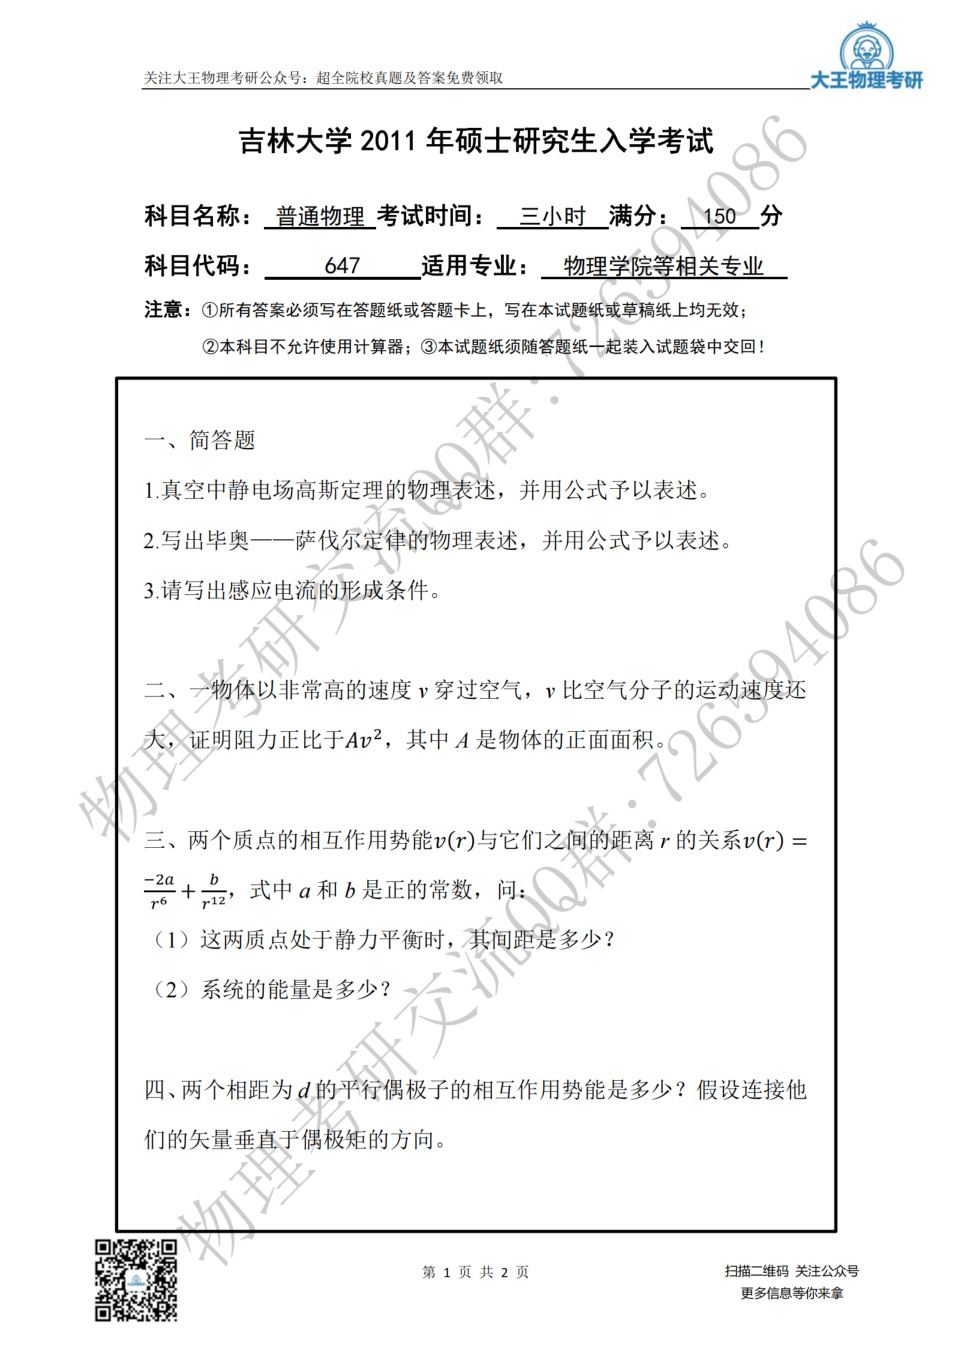 关注大王物理考研公众号：超全院校真题及答案免费领取
大王物理考研
吉林大学 2011 年硕士研究生入学考试
科目名称： 普通物理 考试时间： 三小时 满分： 150 分
科目代码： 647 适用专业： 物理学院等相关专业
注意：①所有答案必须写在答题纸或答题卡上，写在本试题纸或草稿纸上均无效；
②本科目不允许使用计算器；③本试题纸须随答题纸一起装入试题袋中交回！
一、简答题
1.真空中静电场高斯定理的物理表述，并用公式予以表述。
2.写出毕奥——萨伐尔定律的物理表述，并用公式予以表述。
3.请写出感应电流的形成条件。
二、一物体以非常高的速度 v 穿过空气，v 比空气分子的运动速度还
大，证明阻力正比于Av²，其中 A 是物体的正面面积。
三、两个质点的相互作用势能v(r)与它们之间的距离 r 的关系v(r) =
−2a/r⁶ + b/r¹²，式中 a 和 b 是正的常数，问：
（1）这两质点处于静力平衡时，其间距是多少？
（2）系统的能量是多少？
四、两个相距为 d 的平行偶极子的相互作用势能是多少？假设连接他
们的矢量垂直于偶极矩的方向。
物理考研交流QQ群：726594086
物理考研交流QQ群：726594086
大王物理考研
第 1 页 共 2 页
扫描二维码 关注公众号
更多信息等你来拿